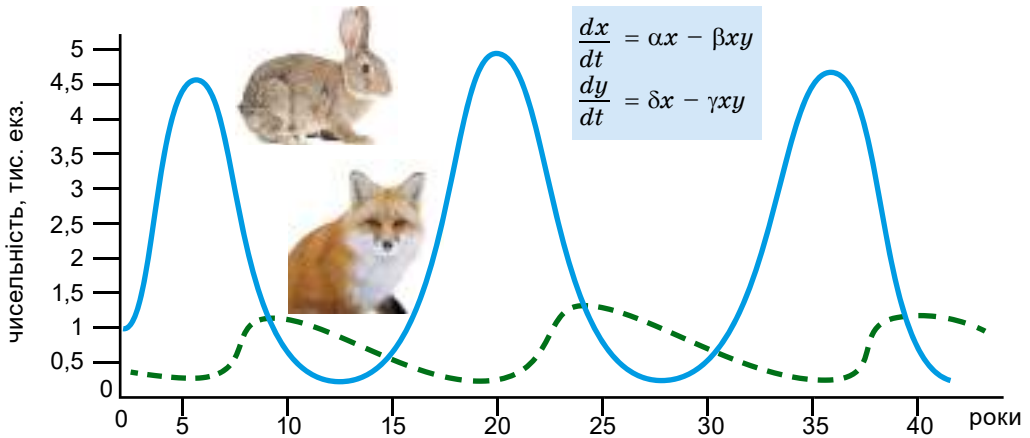 dx/dt = αx − βxy
dy/dt = δx − γxy
чисельність, тис. екз.
5
4,5
4
3,5
3
2,5
2
1,5
1
0,5
0
0 5 10 15 20 25 30 35 40 роки